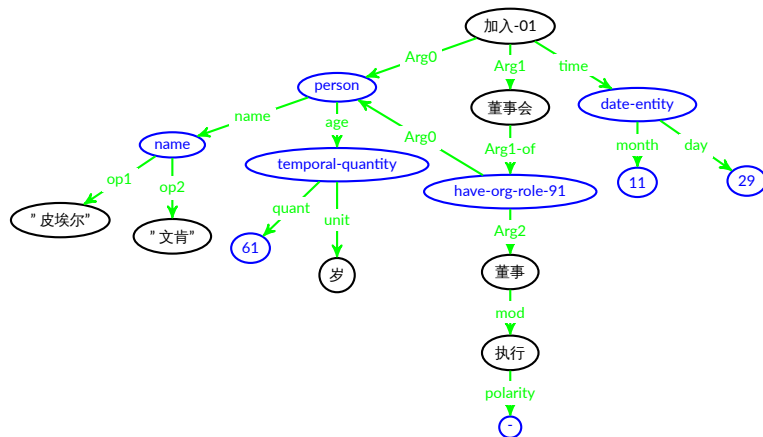 加入-01
Arg0
Arg1
time
person
董事会
date-entity
name
age
Arg0
Arg1-of
month
day
name
temporal-quantity
have-org-role-91
11
29
op1
op2
quant
unit
Arg2
” 皮埃尔”
” 文肯”
61
岁
董事
mod
执行
polarity
-